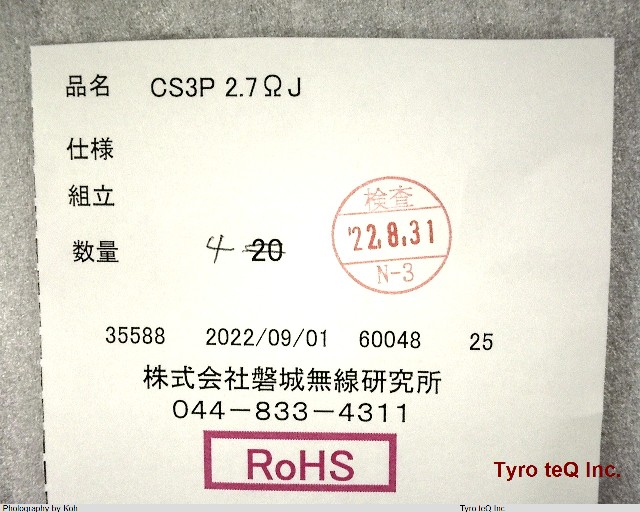 品名 CS3P 2.7ΩJ
仕様
組立
検査
'22.8.31
N-3
数量 4 20
35588 2022/09/01 60048 25
株式会社磐城無線研究所
044-833-4311
RoHS
Tyro teQ Inc.
Photography by Koh Tyro teQ Inc.